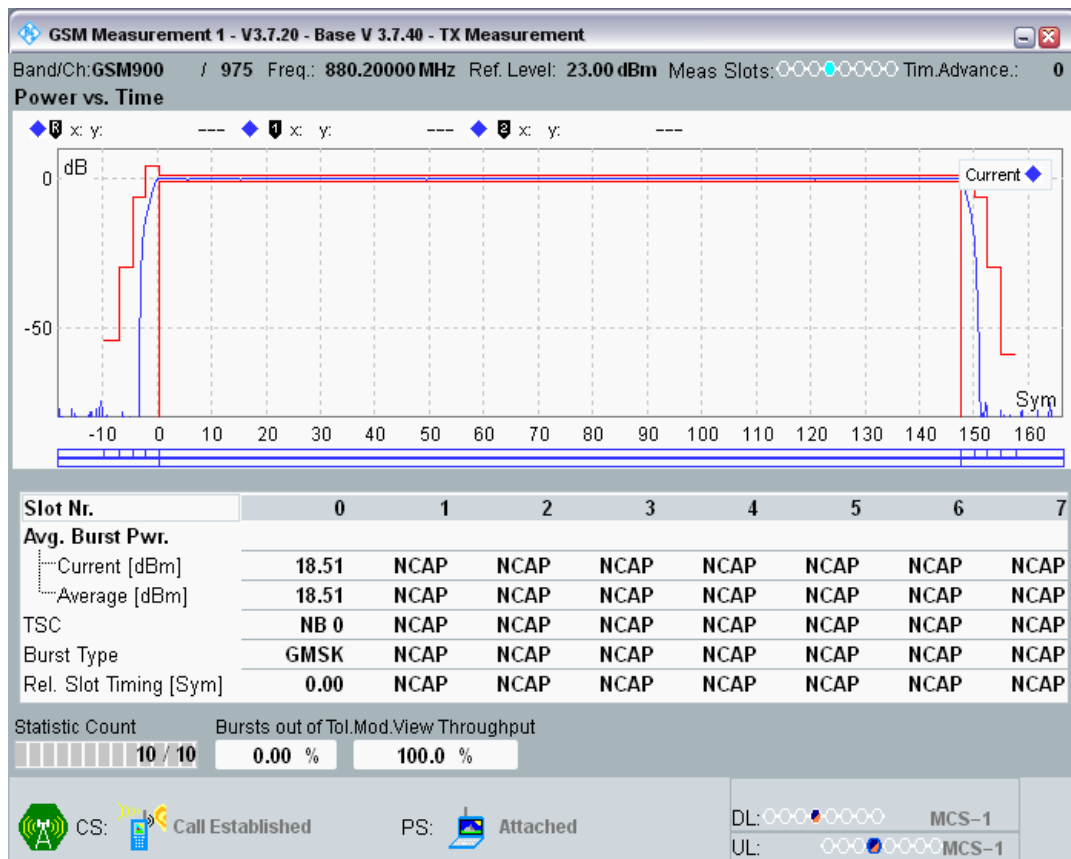 GSM Measurement 1 - V3.7.20 - Base V 3.7.40 - TX Measurement
Band/Ch:GSM900 / 975 Freq.: 880.20000 MHz Ref. Level: 23.00 dBm Meas Slots: Tim.Advance.: 0
Power vs. Time
R x: y: --- 1 x: y: --- 2 x: y: ---
dB
Current
0
-50
Sym
-10 0 10 20 30 40 50 60 70 80 90 100 110 120 130 140 150 160
Slot Nr. 0 1 2 3 4 5 6 7
Avg. Burst Pwr.
Current [dBm] 18.51 NCAP NCAP NCAP NCAP NCAP NCAP NCAP
Average [dBm] 18.51 NCAP NCAP NCAP NCAP NCAP NCAP NCAP
TSC NB 0 NCAP NCAP NCAP NCAP NCAP NCAP NCAP
Burst Type GMSK NCAP NCAP NCAP NCAP NCAP NCAP NCAP
Rel. Slot Timing [Sym] 0.00 NCAP NCAP NCAP NCAP NCAP NCAP NCAP
Statistic Count Bursts out of Tol.Mod.View Throughput
10 / 10 0.00 % 100.0 %
CS: Call Established PS: Attached
DL: MCS-1
UL: MCS-1